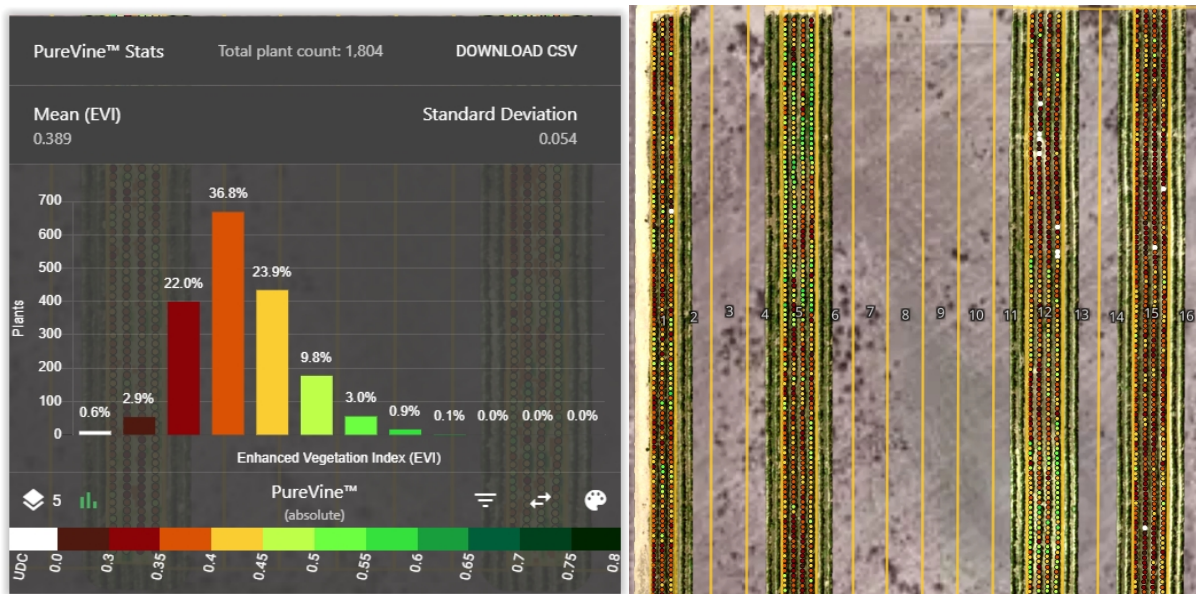 PureVine™ Stats Total plant count: 1,804 DOWNLOAD CSV
Mean (EVI) Standard Deviation
0.389 0.054
700
600
500
400
300
200
100
0
Plants
0.6% 2.9% 22.0% 36.8% 23.9% 9.8% 3.0% 0.9% 0.1% 0.0% 0.0% 0.0%
Enhanced Vegetation Index (EVI)
5 PureVine™
(absolute)
UDC 0.0 0.3 0.35 0.4 0.45 0.5 0.55 0.6 0.65 0.7 0.75 0.8
1 2 3 4 5 6 7 8 9 10 11 12 13 14 15 16